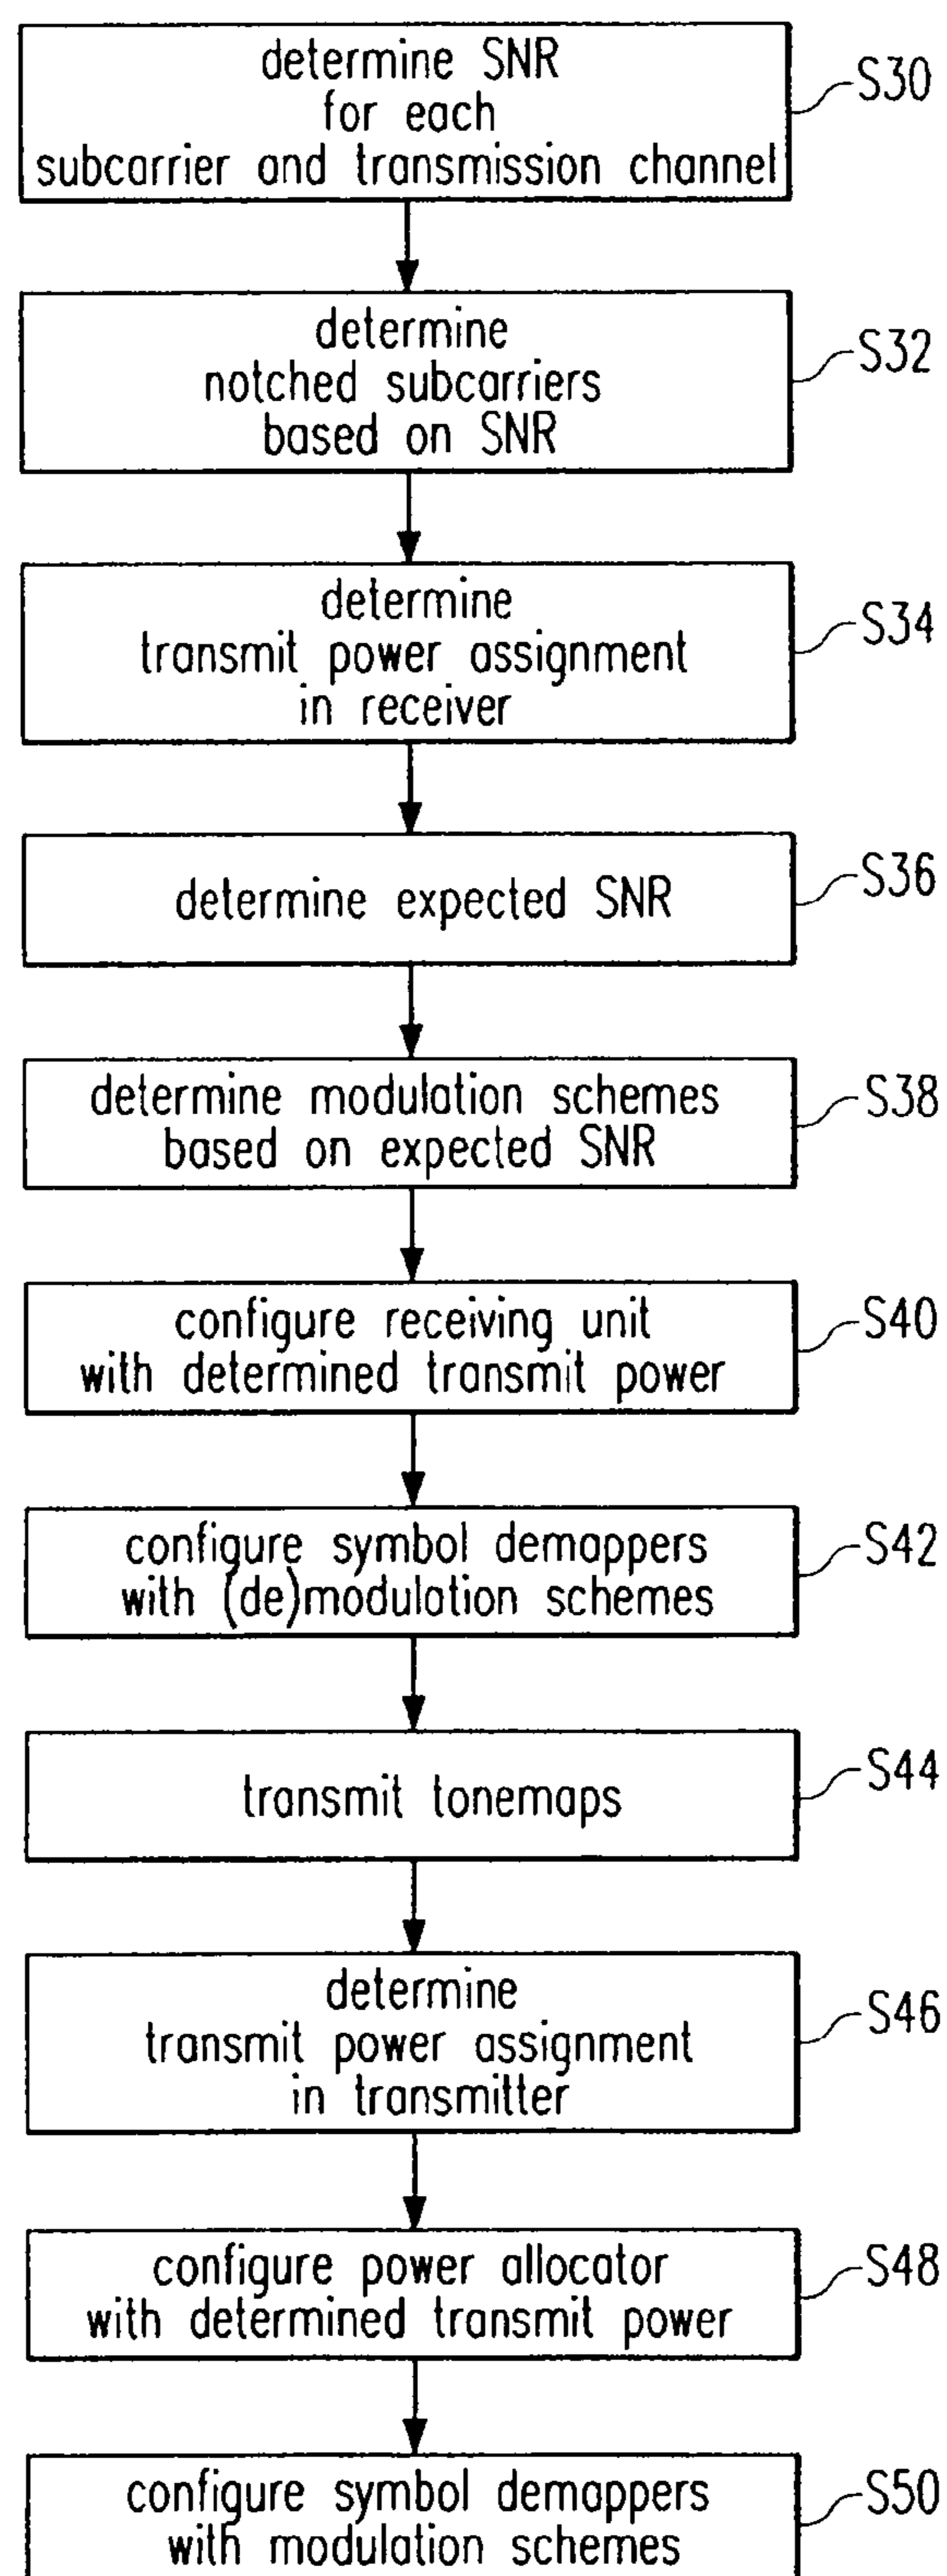 determine SNR
for each
subcarrier and transmission channel
S30
determine
notched subcarriers
based on SNR
S32
determine
transmit power assignment
in receiver
S34
determine expected SNR
S36
determine modulation schemes
based on expected SNR
S38
configure receiving unit
with determined transmit power
S40
configure symbol demappers
with (de)modulation schemes
S42
transmit tonemaps
S44
determine
transmit power assignment
in transmitter
S46
configure power allocator
with determined transmit power
S48
configure symbol demappers
with modulation schemes
S50